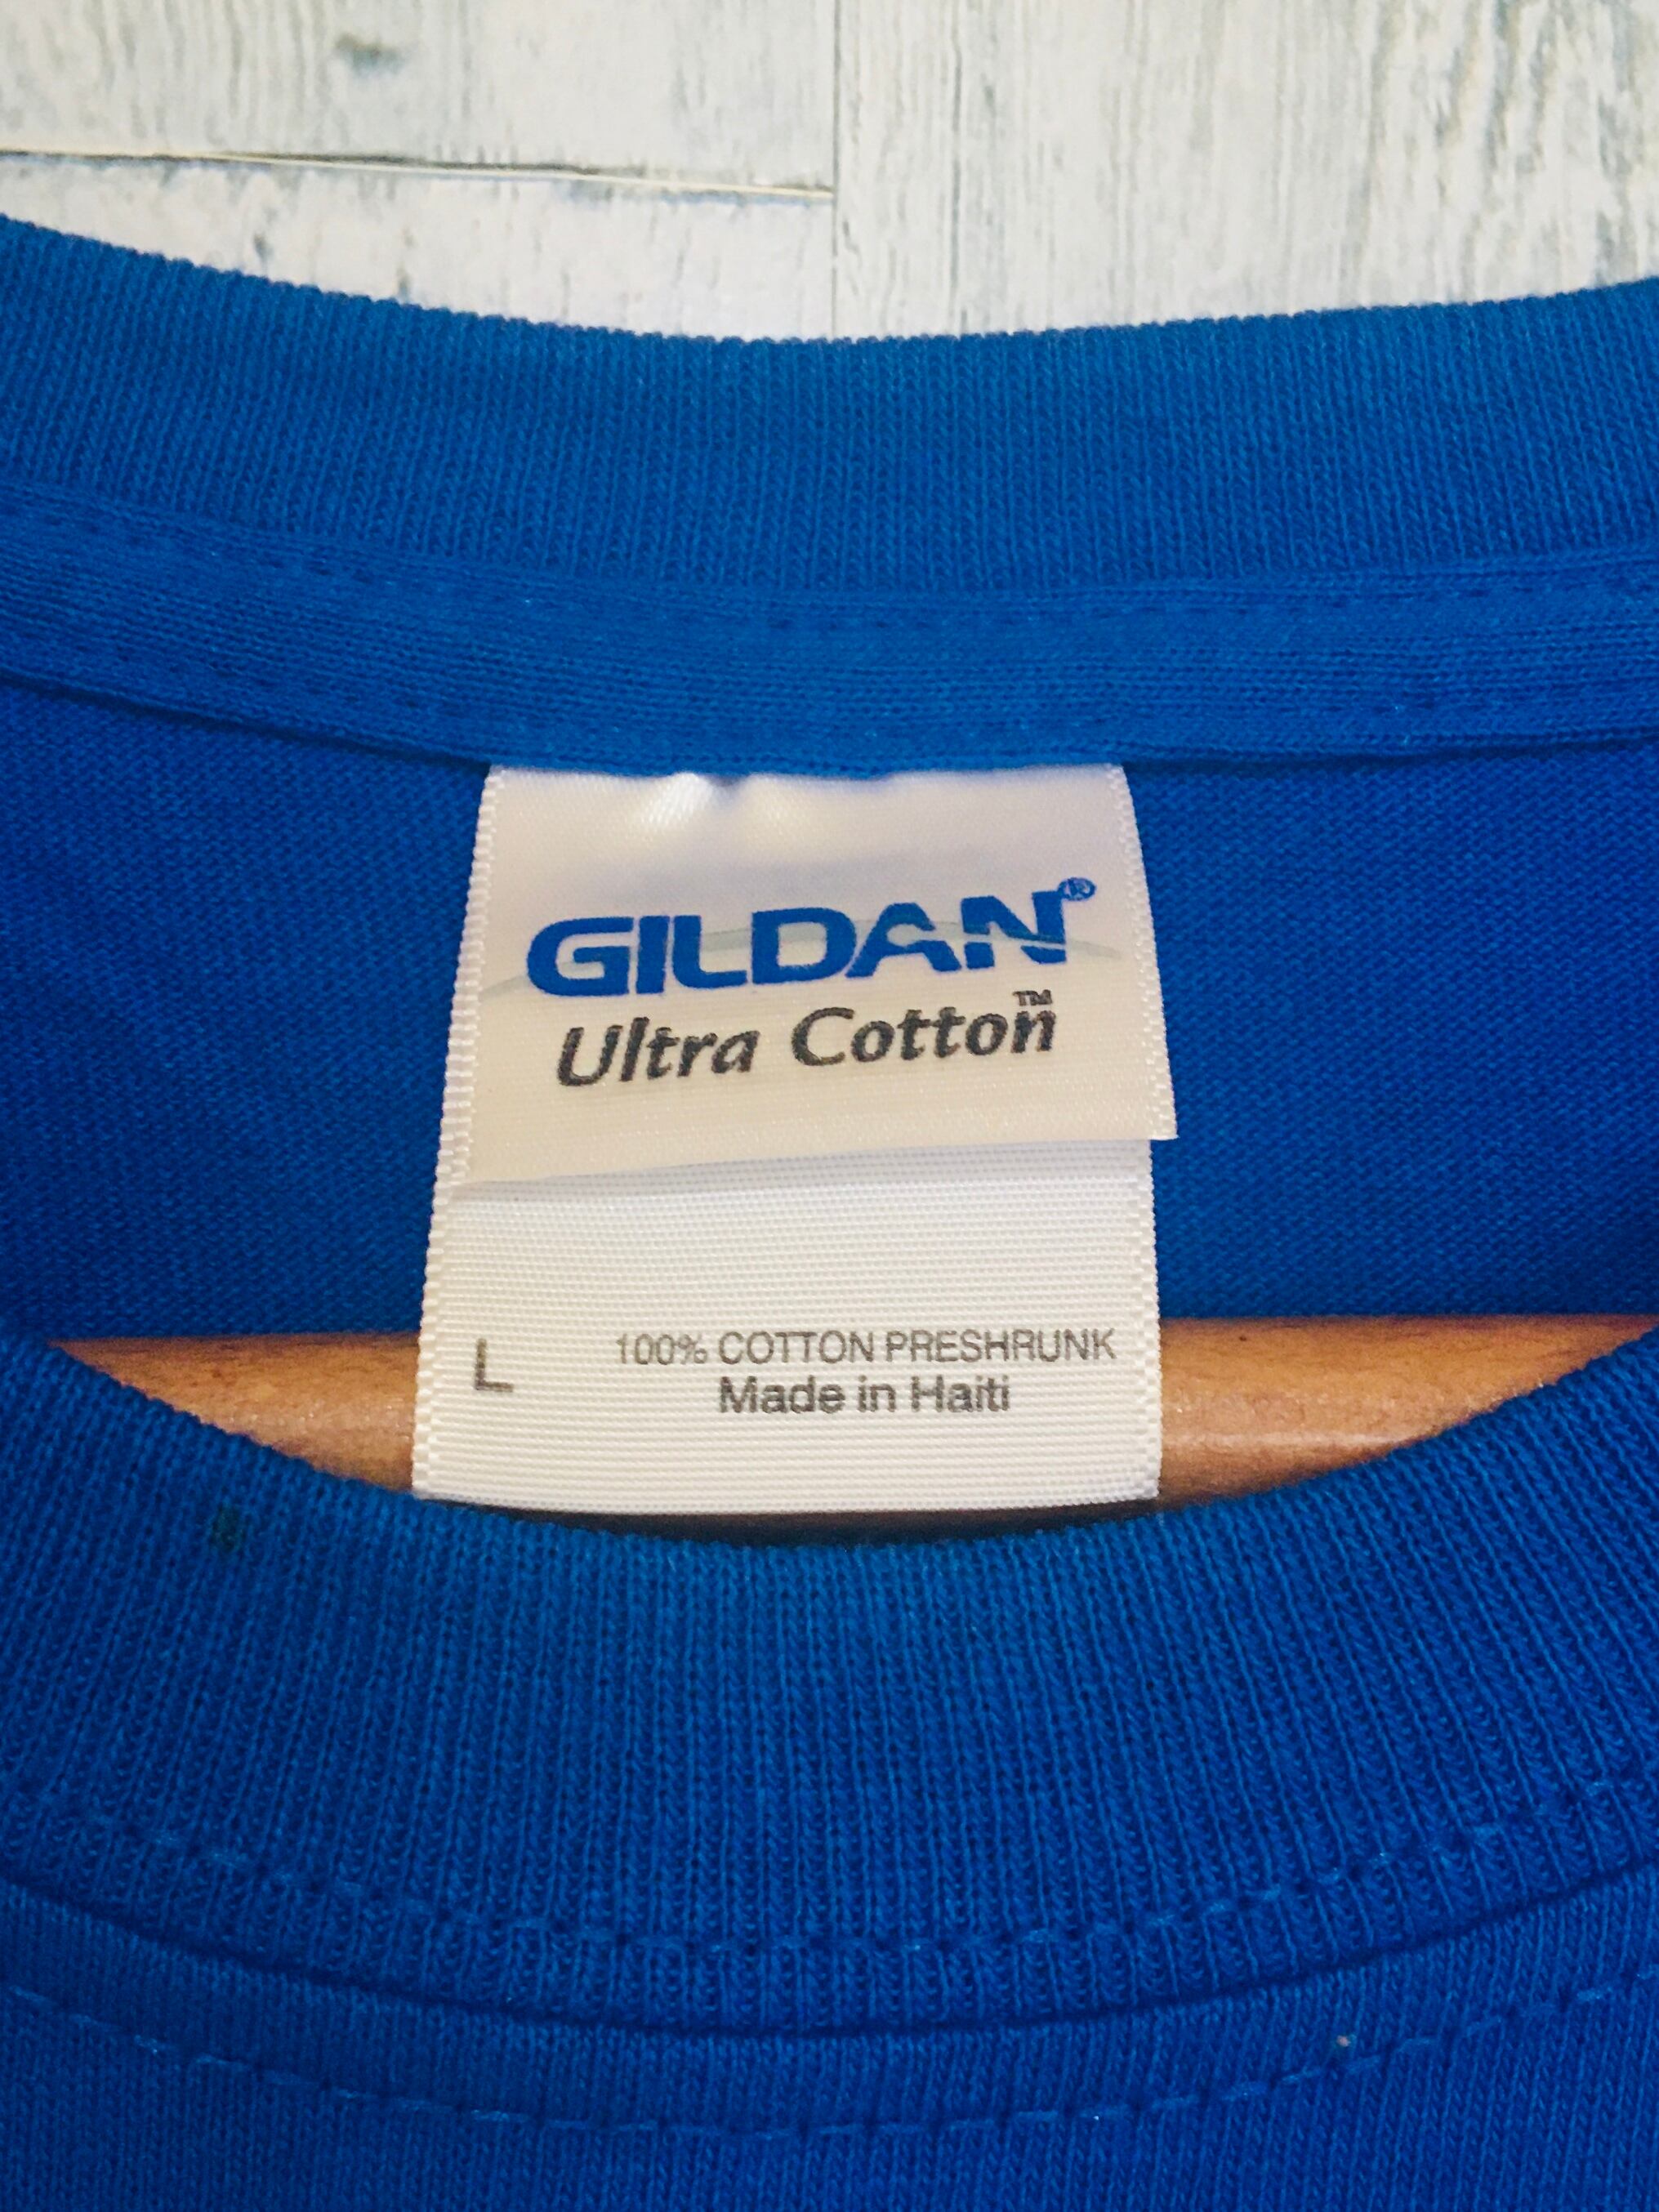 GILDAN®
Ultra Cotton™
L 100% COTTON PRESHRUNK
Made in Haiti